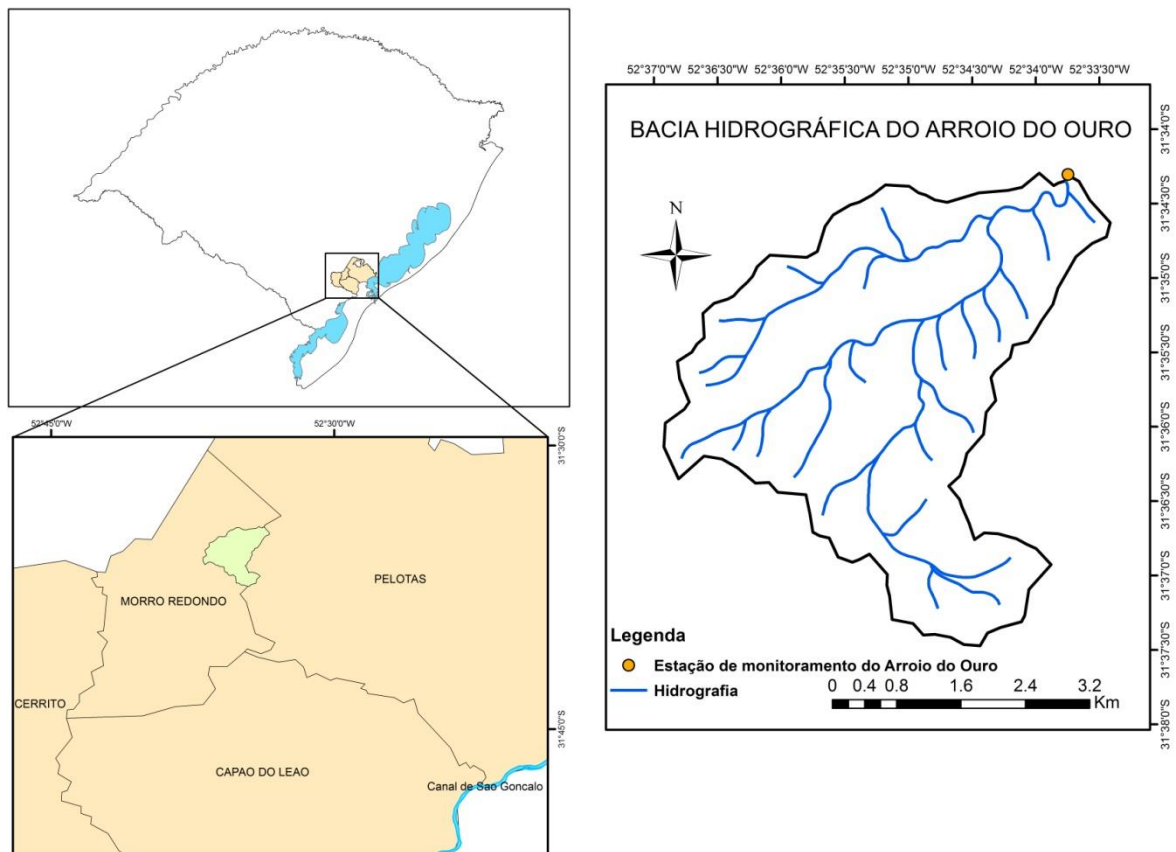 52°45'0"W
52°30'0"W
31°30'0"S
PELOTAS
MORRO REDONDO
CERRITO
31°45'0"S
CAPAO DO LEAO
Canal de Sao Goncalo
52°37'0"W 52°36'30"W 52°36'0"W 52°35'30"W 52°35'0"W 52°34'30"W 52°34'0"W 52°33'30"W
BACIA HIDROGRÁFICA DO ARROIO DO OURO
N
31°34'0"S
31°34'30"S
31°35'0"S
31°35'30"S
31°36'0"S
31°36'30"S
31°37'0"S
31°37'30"S
31°38'0"S
Legenda
Estação de monitoramento do Arroio do Ouro
Hidrografia
0 0.4 0.8 1.6 2.4 3.2
Km